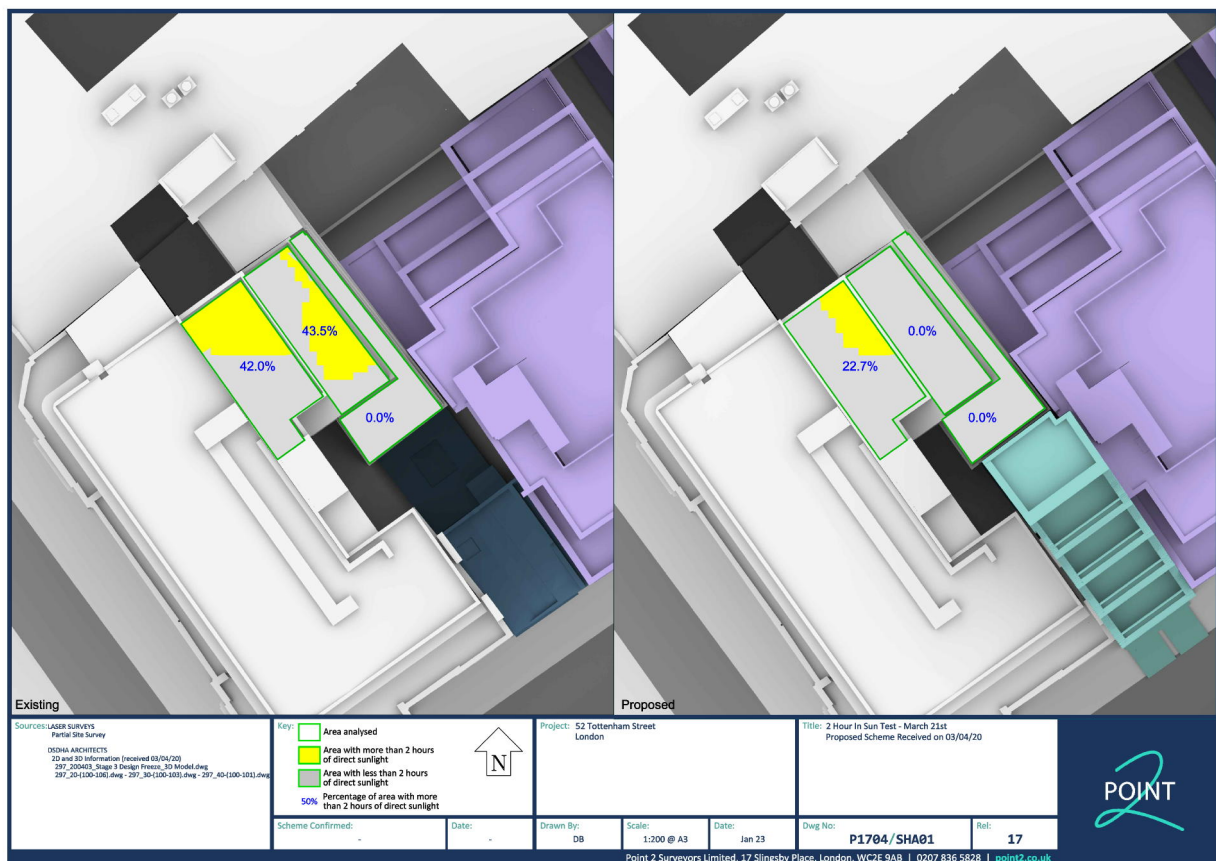 43.5%
42.0%
0.0%
0.0%
22.7%
0.0%
Existing
Proposed
Sources:
LASER SURVEYS
Partial Site Survey
DSDHA ARCHITECTS
2D and 3D Information (received 03/04/20)
297_200403_Stage 3 Design Freeze_3D Model.dwg
297_20-(100-106).dwg - 297_30-(100-103).dwg - 297_40-(100-101).dwg
Key:
Area analysed
Area with more than 2 hours
of direct sunlight
Area with less than 2 hours
of direct sunlight
50% Percentage of area with more
than 2 hours of direct sunlight
N
Project: 52 Tottenham Street
London
Title: 2 Hour In Sun Test - March 21st
Proposed Scheme Received on 03/04/20
Scheme Confirmed:
-
Date:
-
Drawn By:
DB
Scale:
1:200 @ A3
Date:
Jan 23
Dwg No:
P1704/SHA01
Rel:
17
POINT 2
Point 2 Surveyors Limited, 17 Slingsby Place, London, WC2E 9AB | 0207 836 5828 | point2.co.uk